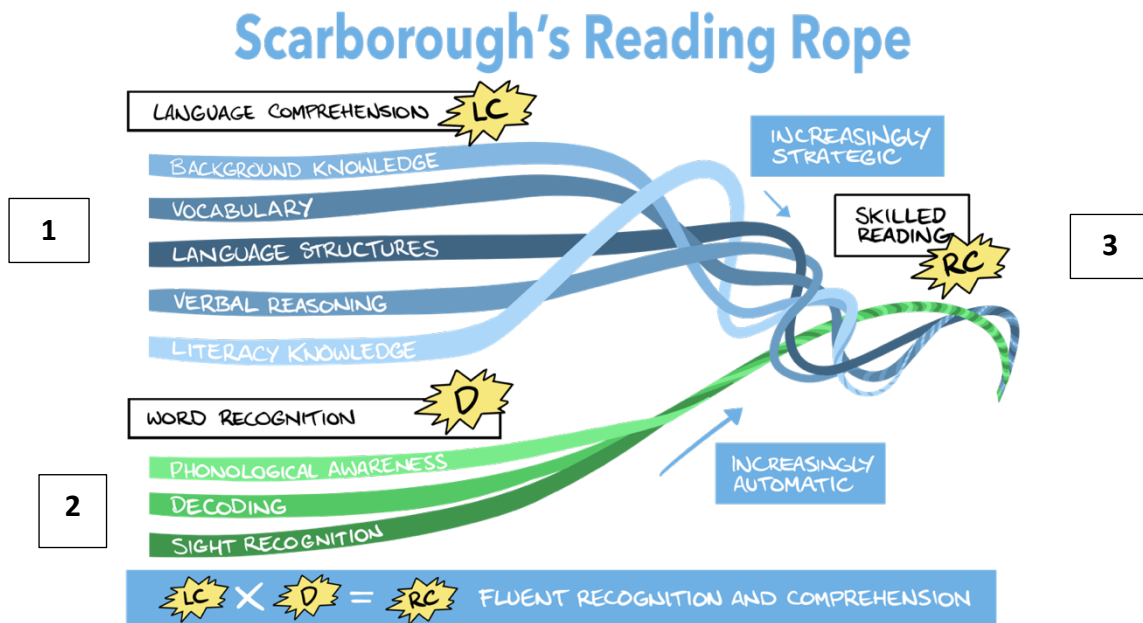 Scarborough's Reading Rope
LANGUAGE COMPREHENSION LC
BACKGROUND KNOWLEDGE
VOCABULARY
LANGUAGE STRUCTURES
VERBAL REASONING
LITERACY KNOWLEDGE
1
INCREASINGLY
STRATEGIC
SKILLED
READING
RC
3
WORD RECOGNITION D
PHONOLOGICAL AWARENESS
DECODING
SIGHT RECOGNITION
2
INCREASINGLY
AUTOMATIC
LC × D = RC FLUENT RECOGNITION AND COMPREHENSION